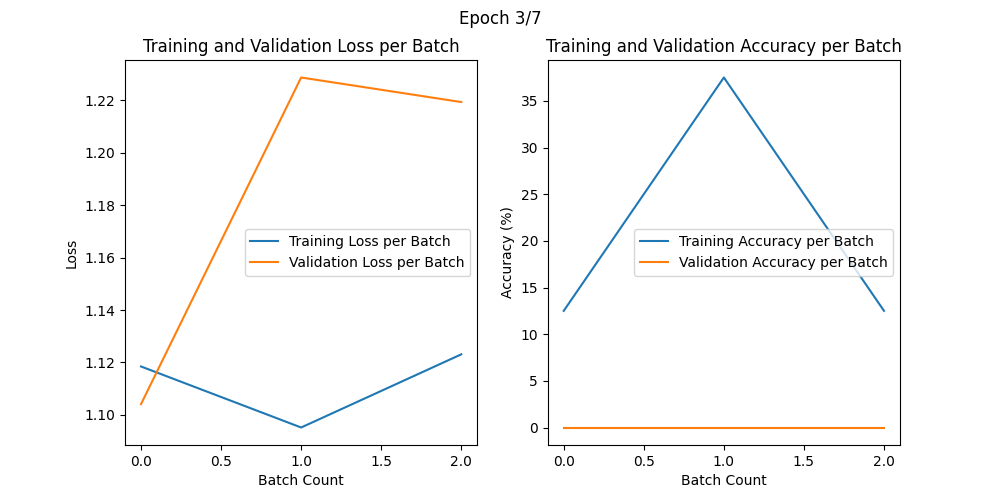 Epoch 3/7
Training and Validation Loss per Batch
1.22
1.20
1.18
1.16
1.14
1.12
1.10
Loss
Training Loss per Batch
Validation Loss per Batch
0.0 0.5 1.0 1.5 2.0
Batch Count
Training and Validation Accuracy per Batch
35
30
25
20
15
10
5
0
Accuracy (%)
Training Accuracy per Batch
Validation Accuracy per Batch
0.0 0.5 1.0 1.5 2.0
Batch Count